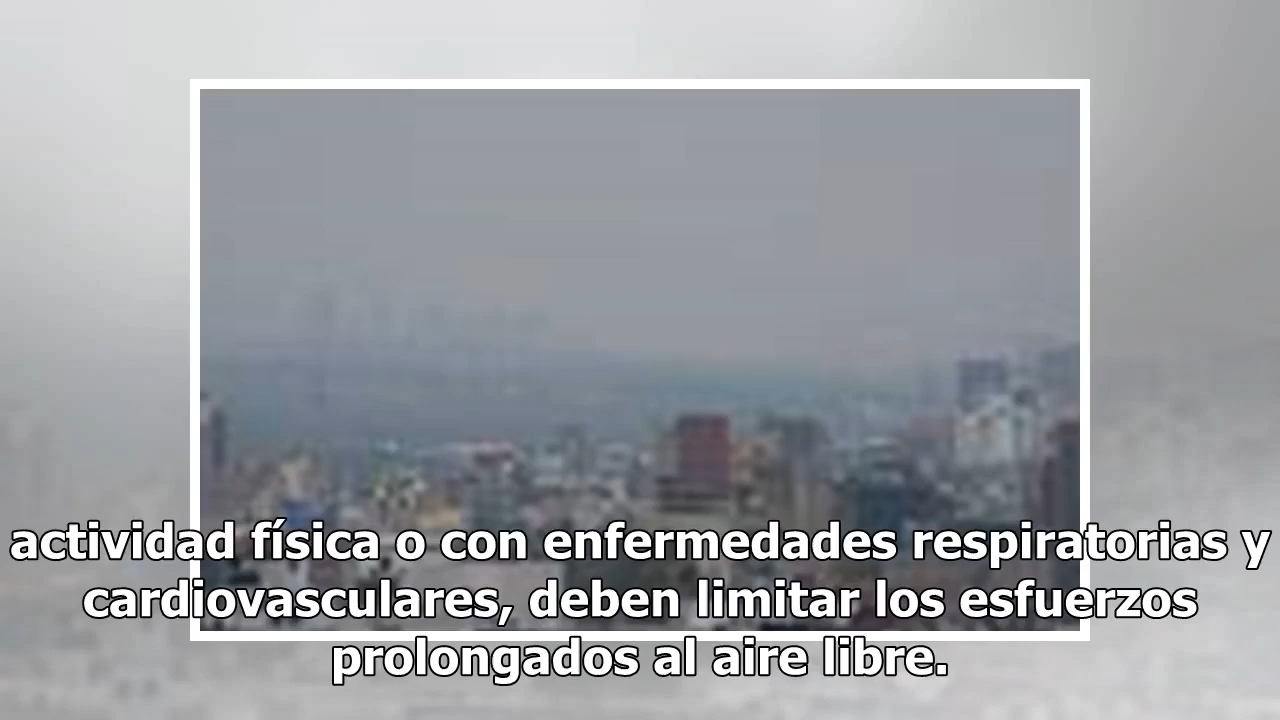 actividad física o con enfermedades respiratorias y
cardiovasculares, deben limitar los esfuerzos
prolongados al aire libre.